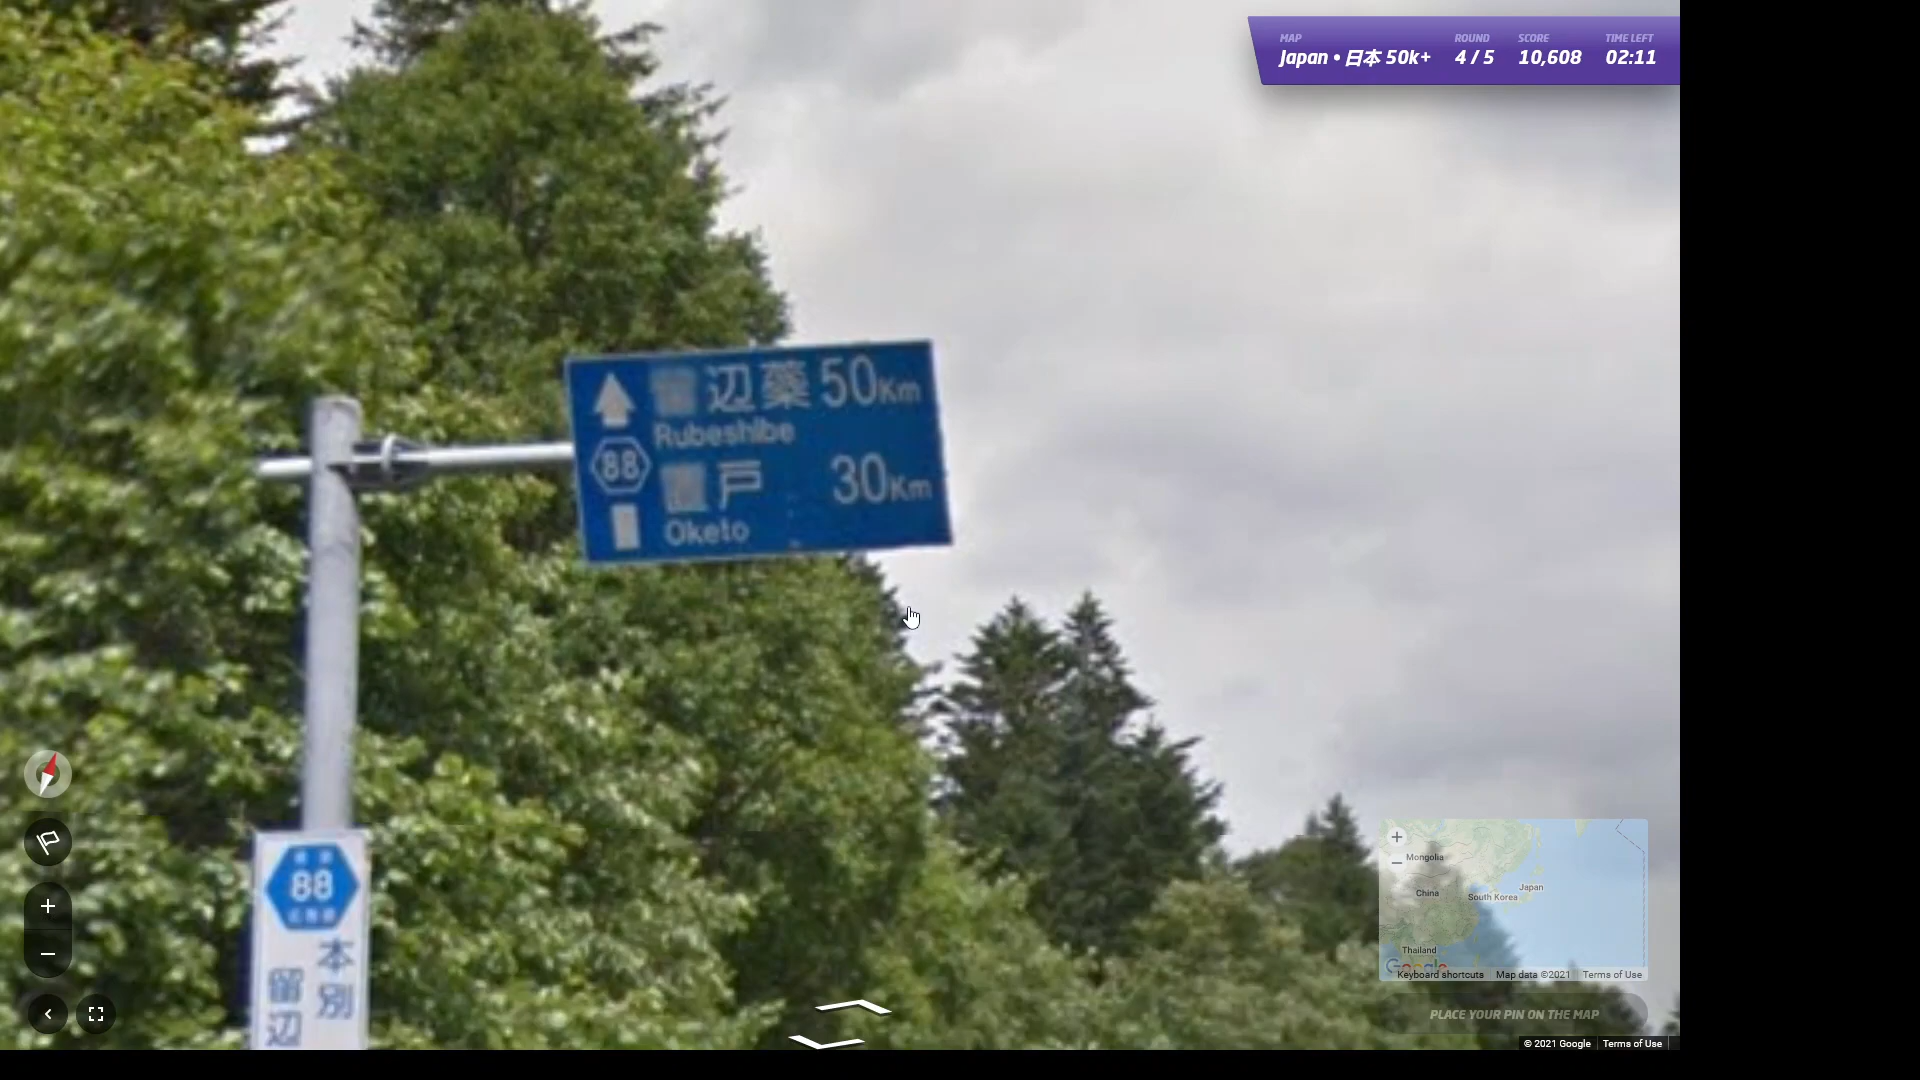 MAP
Japan • 日本 50k+
ROUND
4 / 5
SCORE
10,608
TIME LEFT
02:11
辺蘂 50Km
Rubeshibe
88
戸 30Km
Oketo
88
本別
留辺
Mongolia
China
Japan
South Korea
Thailand
Google
Keyboard shortcuts Map data ©2021 Terms of Use
PLACE YOUR PIN ON THE MAP
© 2021 Google Terms of Use